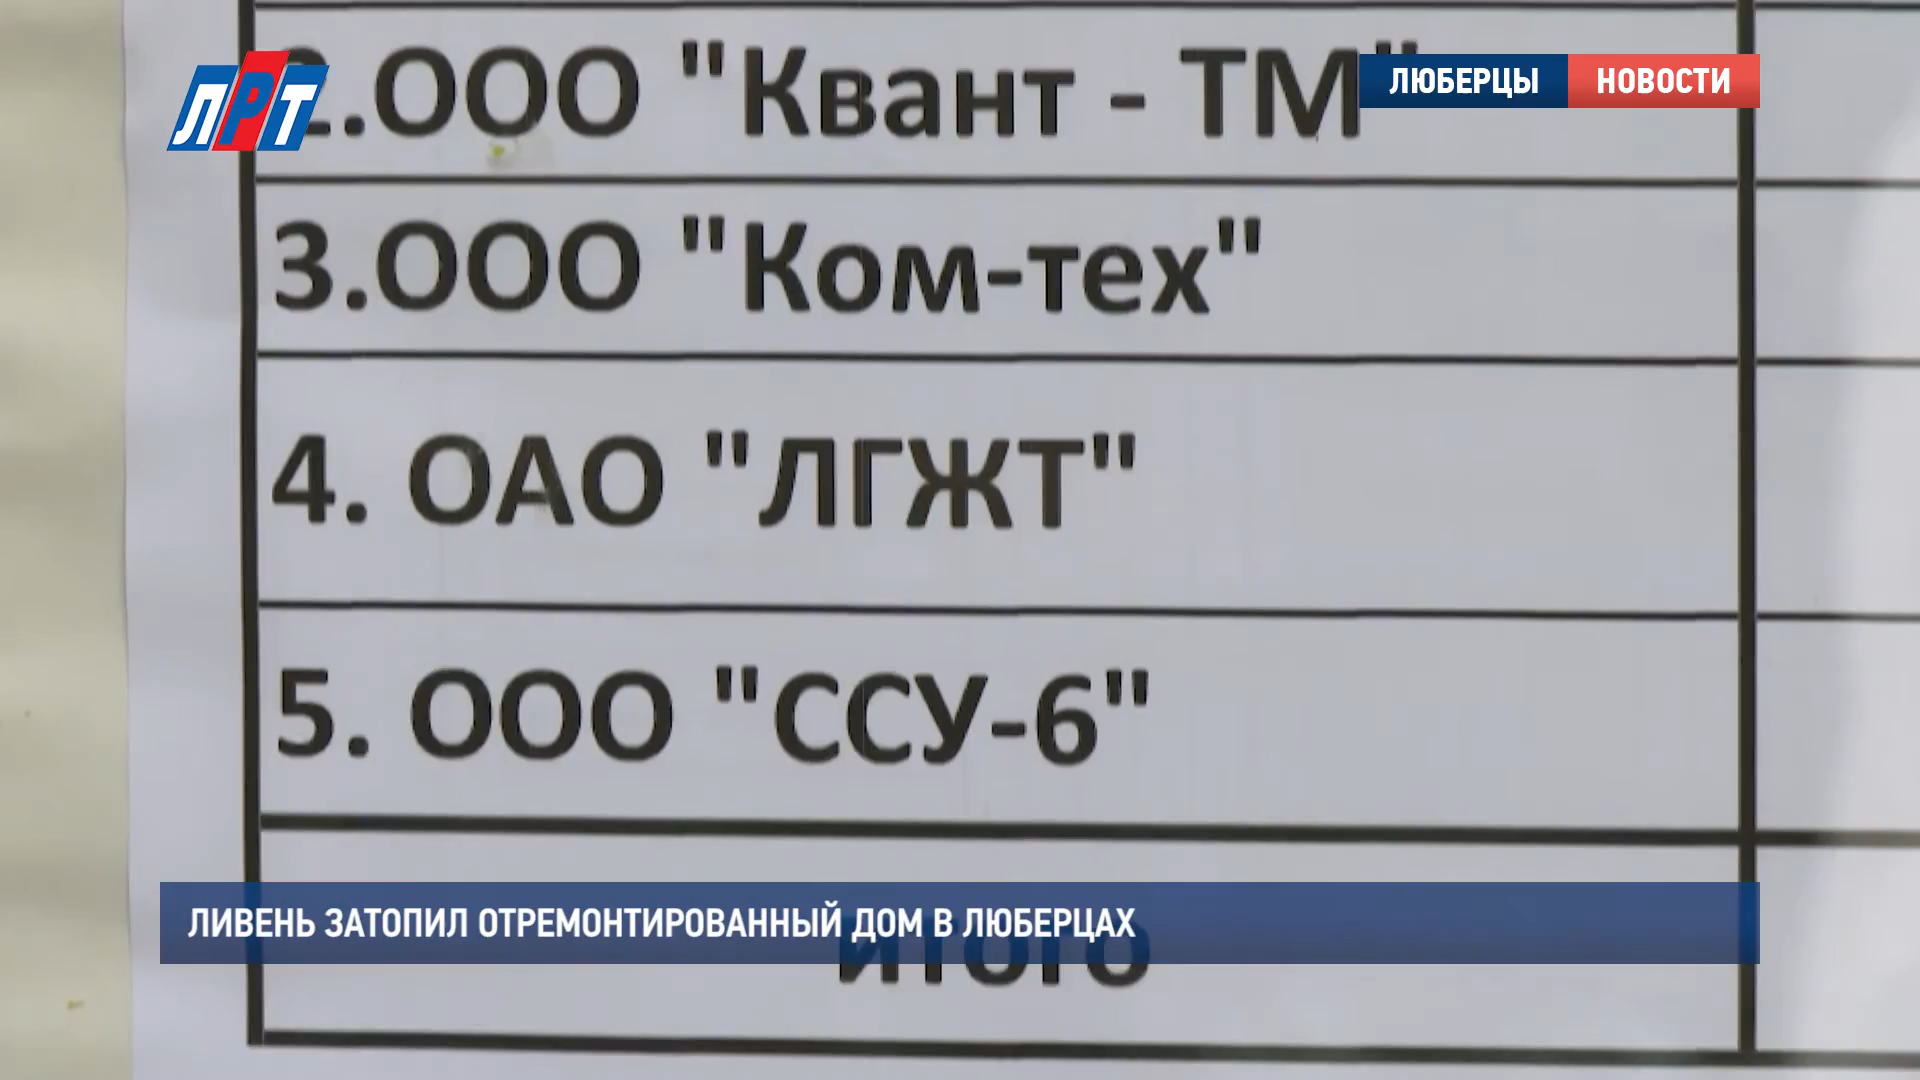 ЛРТ
ЛЮБЕРЦЫ НОВОСТИ
2.ООО "Квант - ТМ"
3.ООО "Ком-тех"
4. ОАО "ЛГЖТ"
5. ООО "ССУ-6"
ЛИВЕНЬ ЗАТОПИЛ ОТРЕМОНТИРОВАННЫЙ ДОМ В ЛЮБЕРЦАХ
итого